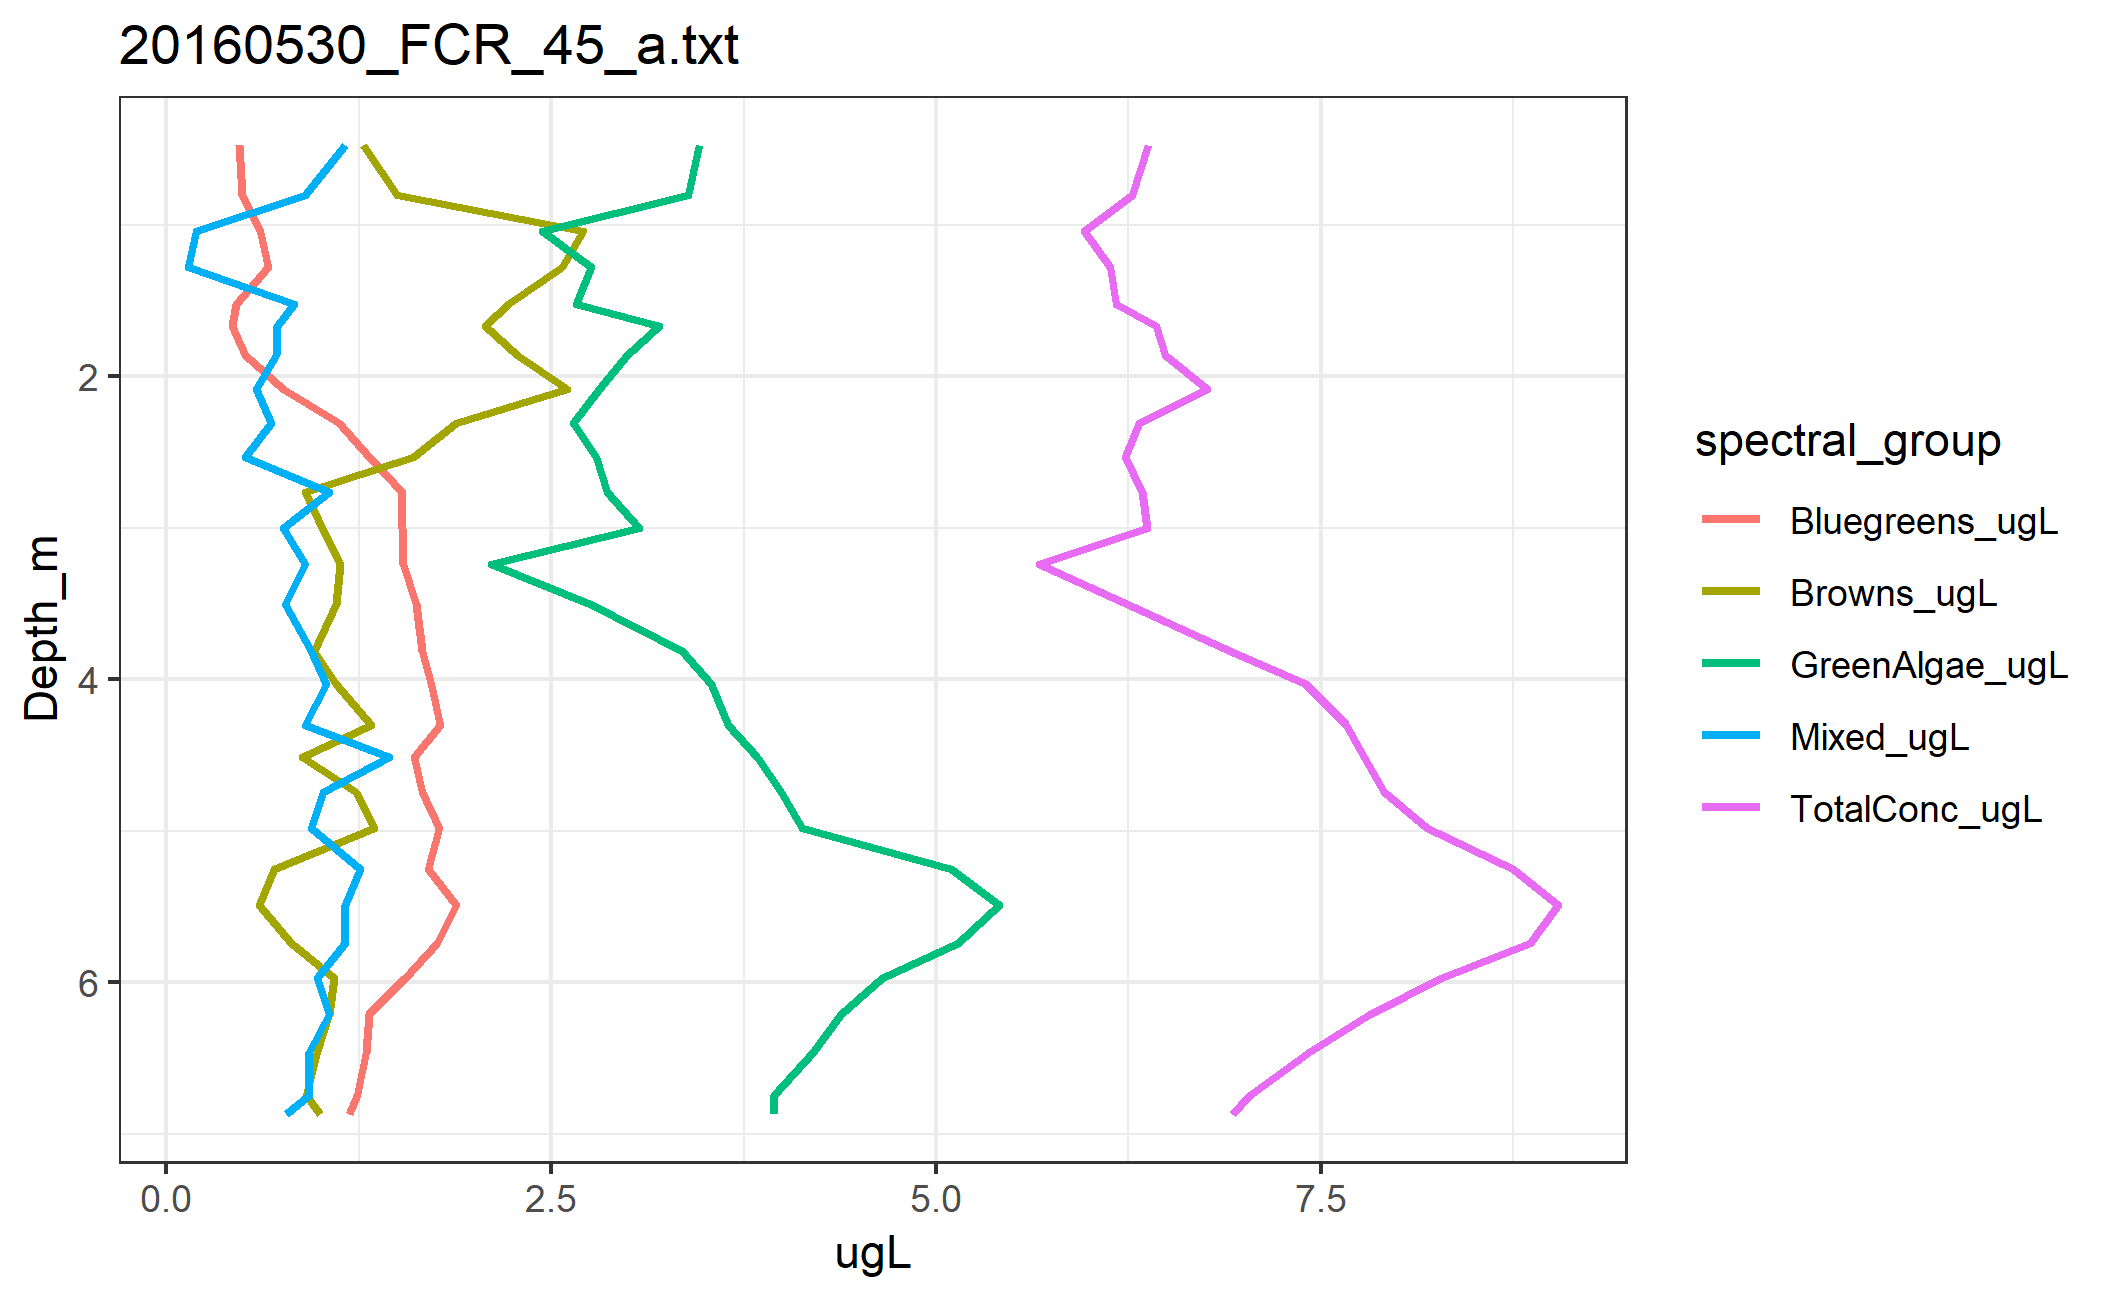 20160530_FCR_45_a.txt
Depth_m
2
4
6
0.0 2.5 5.0 7.5
ugL
spectral_group
Bluegreens_ugL
Browns_ugL
GreenAlgae_ugL
Mixed_ugL
TotalConc_ugL